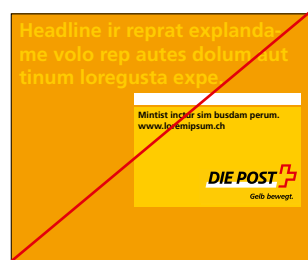 Headline ir reprat explanda-
me volo rep autes dolum aut
tinum loregusta expe.
Mintist inctur sim busdam perum.
www.loremipsum.ch
DIE POST
Gelb bewegt.